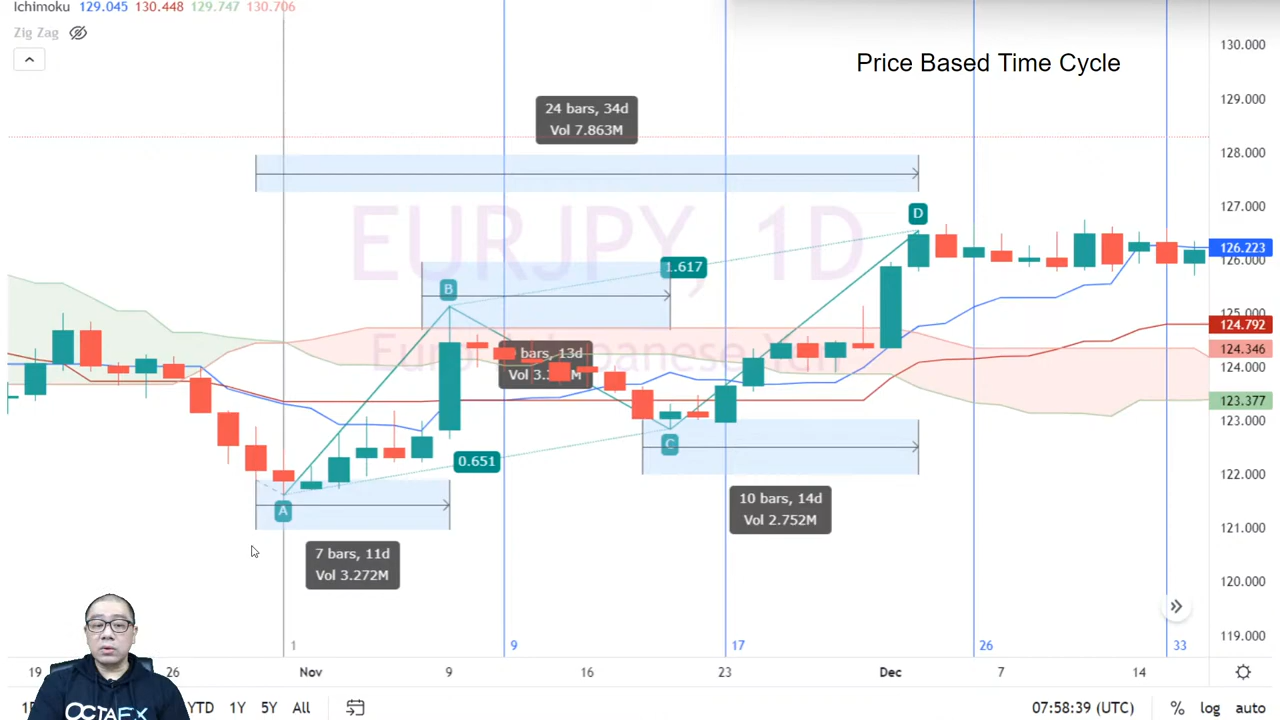 Ichimoku 129.045 130.448 129.747 130.706
Zig Zag
Price Based Time Cycle
24 bars, 34d
Vol 7.863M
EURJPY, 1D
D
1.617
B
bars, 13d
0.651
C
A
10 bars, 14d
Vol 2.752M
7 bars, 11d
Vol 3.272M
130.000
129.000
128.000
127.000
126.223
126.000
125.000
124.792
124.346
124.000
123.377
123.000
122.000
121.000
120.000
119.000
1 9 17 26 33
19 26 Nov 9 16 23 Dec 7 14
YTD 1Y 5Y All 07:58:39 (UTC) % log auto
OCTAFX